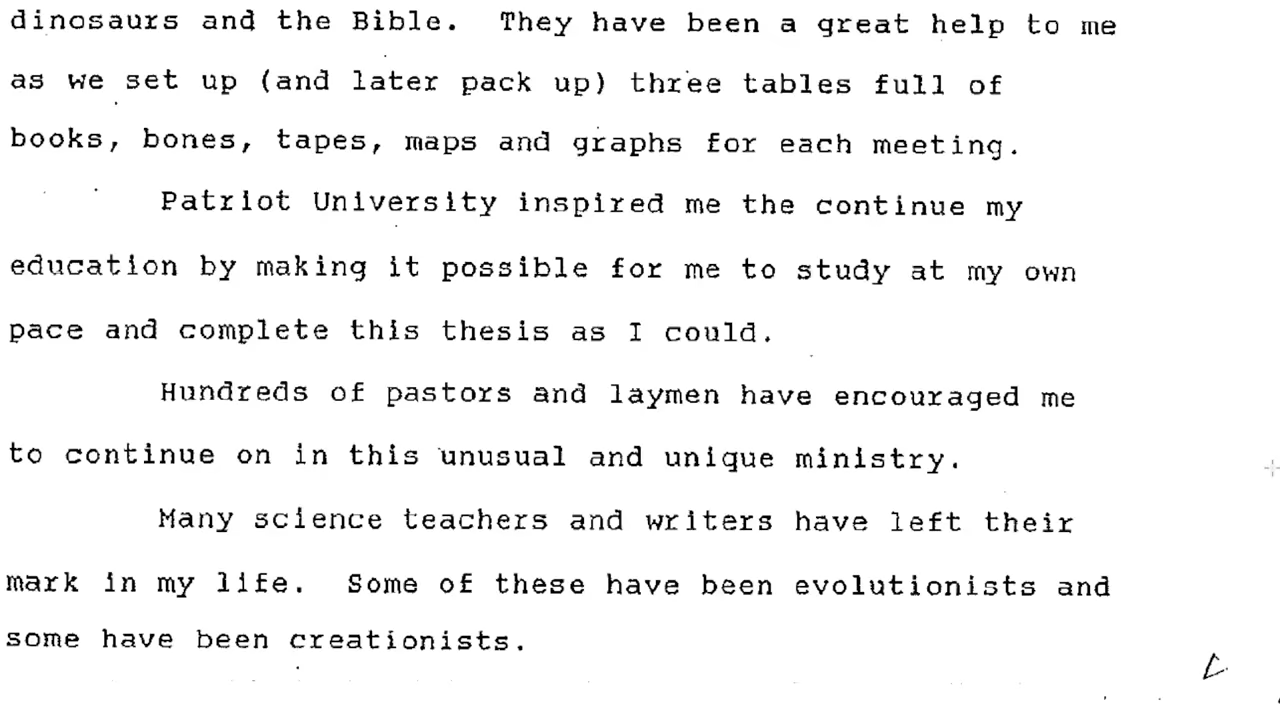 dinosaurs and the Bible. They have been a great help to me
as we set up (and later pack up) three tables full of
books, bones, tapes, maps and graphs for each meeting.
Patriot University inspired me the continue my
education by making it possible for me to study at my own
pace and complete this thesis as I could.
Hundreds of pastors and laymen have encouraged me
to continue on in this unusual and unique ministry.
Many science teachers and writers have left their
mark in my life. Some of these have been evolutionists and
some have been creationists.